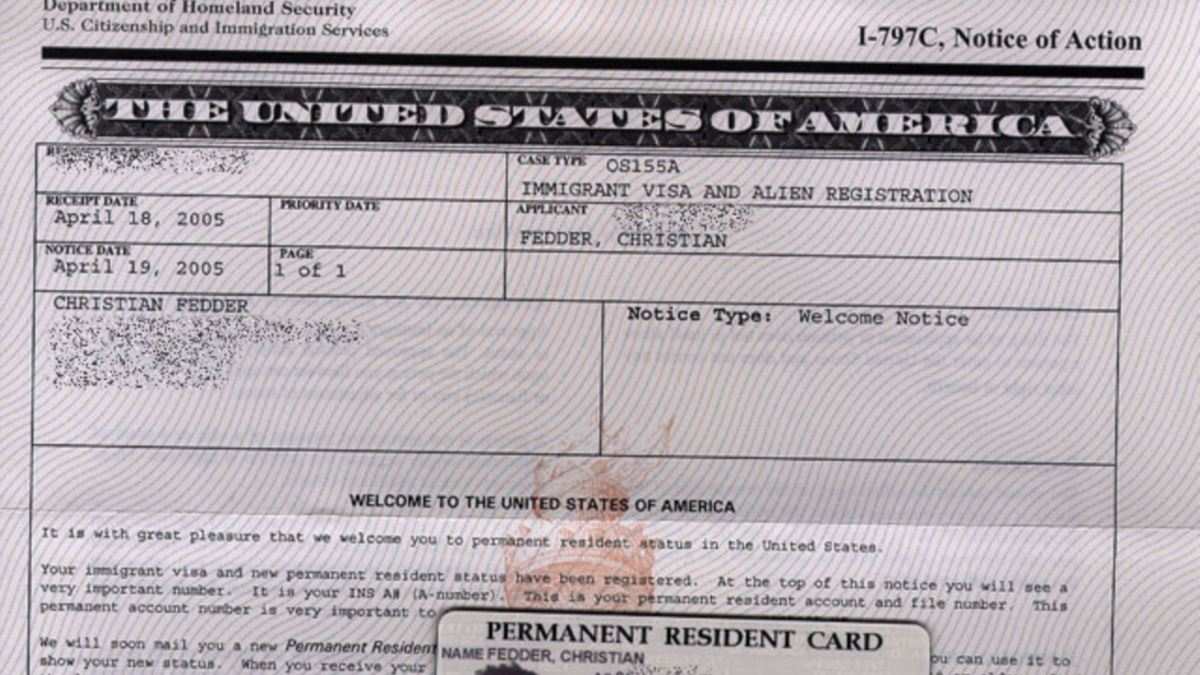 Department of Homeland Security
U.S. Citizenship and Immigration Services
I-797C, Notice of Action
THE UNITED STATES OF AMERICA
CASE TYPE OS155A
IMMIGRANT VISA AND ALIEN REGISTRATION
RECEIPT DATE
April 18, 2005
PRIORITY DATE
APPLICANT
FEDDER, CHRISTIAN
NOTICE DATE
April 19, 2005
PAGE
1 of 1
CHRISTIAN FEDDER
Notice Type: Welcome Notice
WELCOME TO THE UNITED STATES OF AMERICA
It is with great pleasure that we welcome you to permanent resident status in the United States.
Your immigrant visa and new permanent resident status have been registered. At the top of this notice you will see a
very important number. It is your INS A# (A-number). This is your permanent resident account and file number. This
permanent account number is very important to
We will soon mail you a new Permanent Resident
show your new status. When you receive your
ou can use it to
PERMANENT RESIDENT CARD
NAME FEDDER, CHRISTIAN